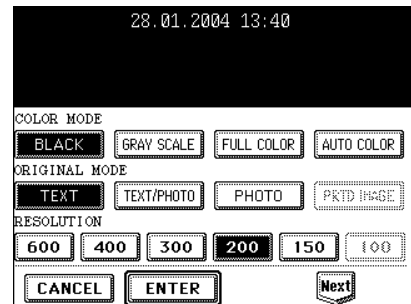 28.01.2004 13:40
COLOR MODE
BLACK GRAY SCALE FULL COLOR AUTO COLOR
ORIGINAL MODE
TEXT TEXT/PHOTO PHOTO PRTD IMAGE
RESOLUTION
600 400 300 200 150 100
CANCEL ENTER Next